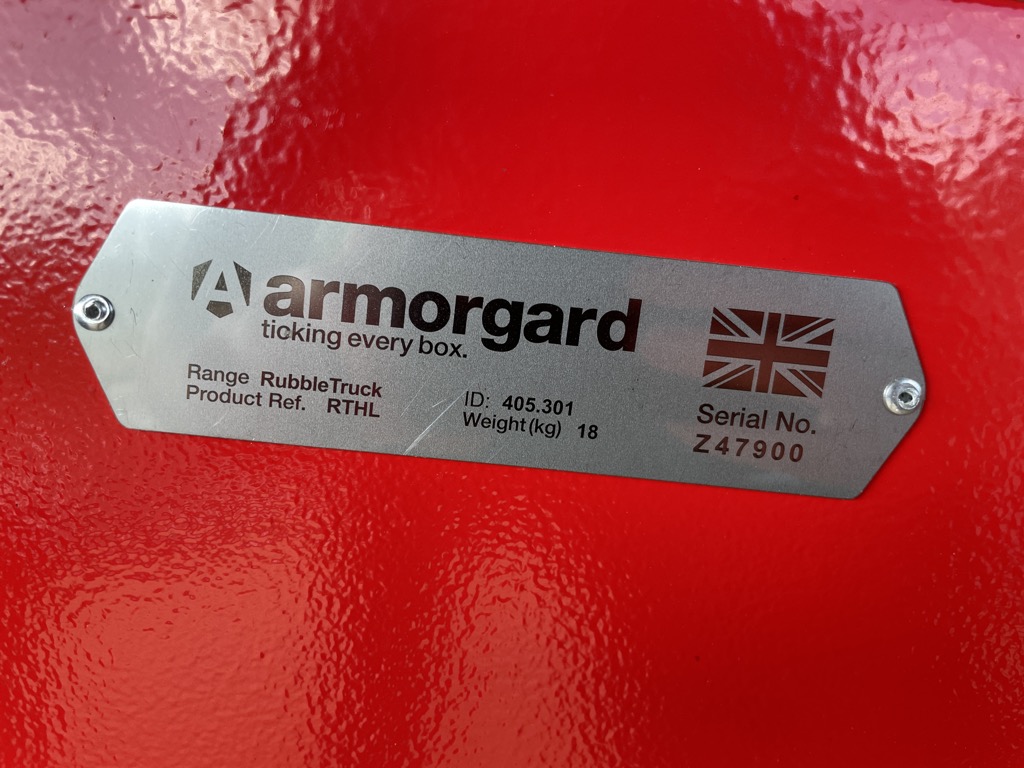 A armorgard
ticking every box.
Range RubbleTruck
Product Ref. RTHL
ID: 405.301
Weight(kg) 18
Serial No.
Z47900